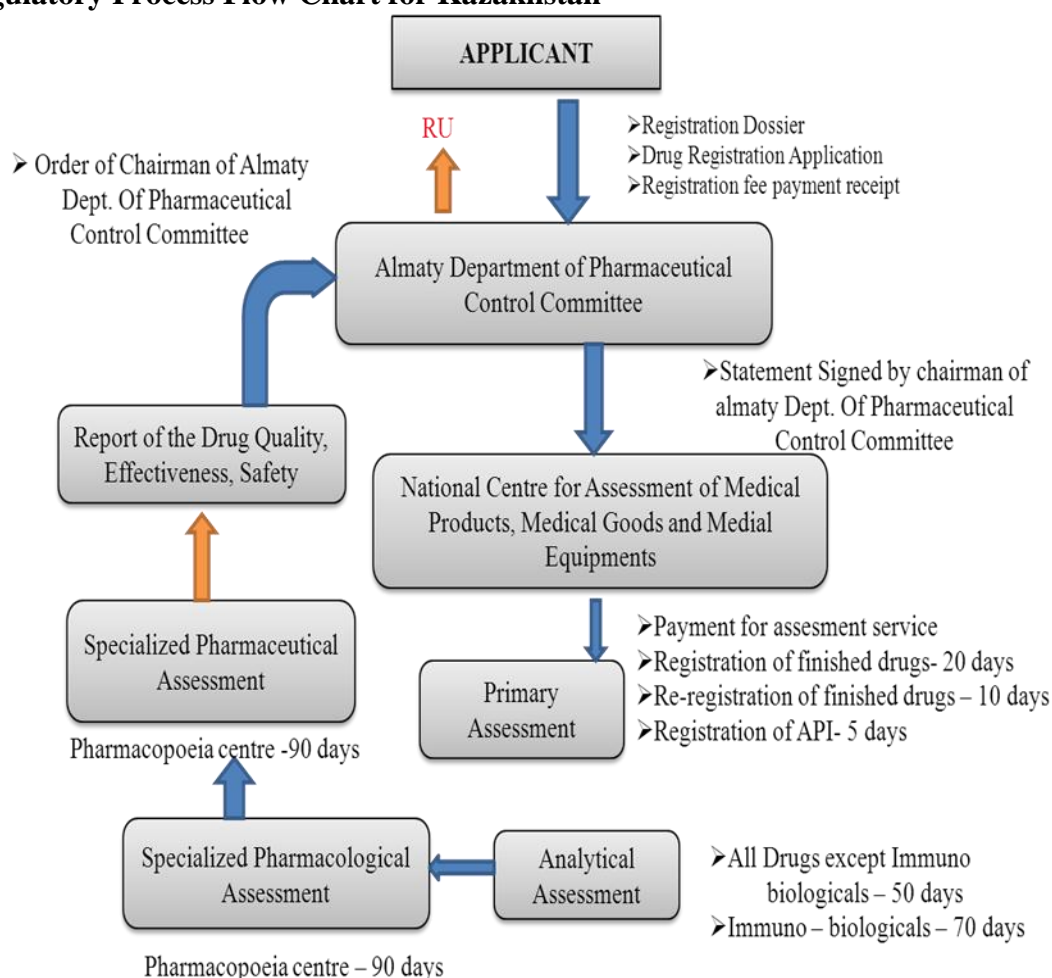 gulatory Process Flow Chart for Kazakhstan
APPLICANT
RU
➢Registration Dossier
➢Drug Registration Application
➢Registration fee payment receipt
➢ Order of Chairman of Almaty
Dept. Of Pharmaceutical
Control Committee
Almaty Department of Pharmaceutical
Control Committee
➢Statement Signed by chairman of
almaty Dept. Of Pharmaceutical
Control Committee
Report of the Drug Quality,
Effectiveness, Safety
National Centre for Assessment of Medical
Products, Medical Goods and Medial
Equipments
➢Payment for assesment service
➢Registration of finished drugs- 20 days
➢Re-registration of finished drugs – 10 days
➢Registration of API- 5 days
Primary
Assessment
Specialized Pharmaceutical
Assessment
Pharmacopoeia centre -90 days
Specialized Pharmacological
Assessment
Pharmacopoeia centre – 90 days
Analytical
Assessment
➢All Drugs except Immuno
biologicals – 50 days
➢Immuno – biologicals – 70 days